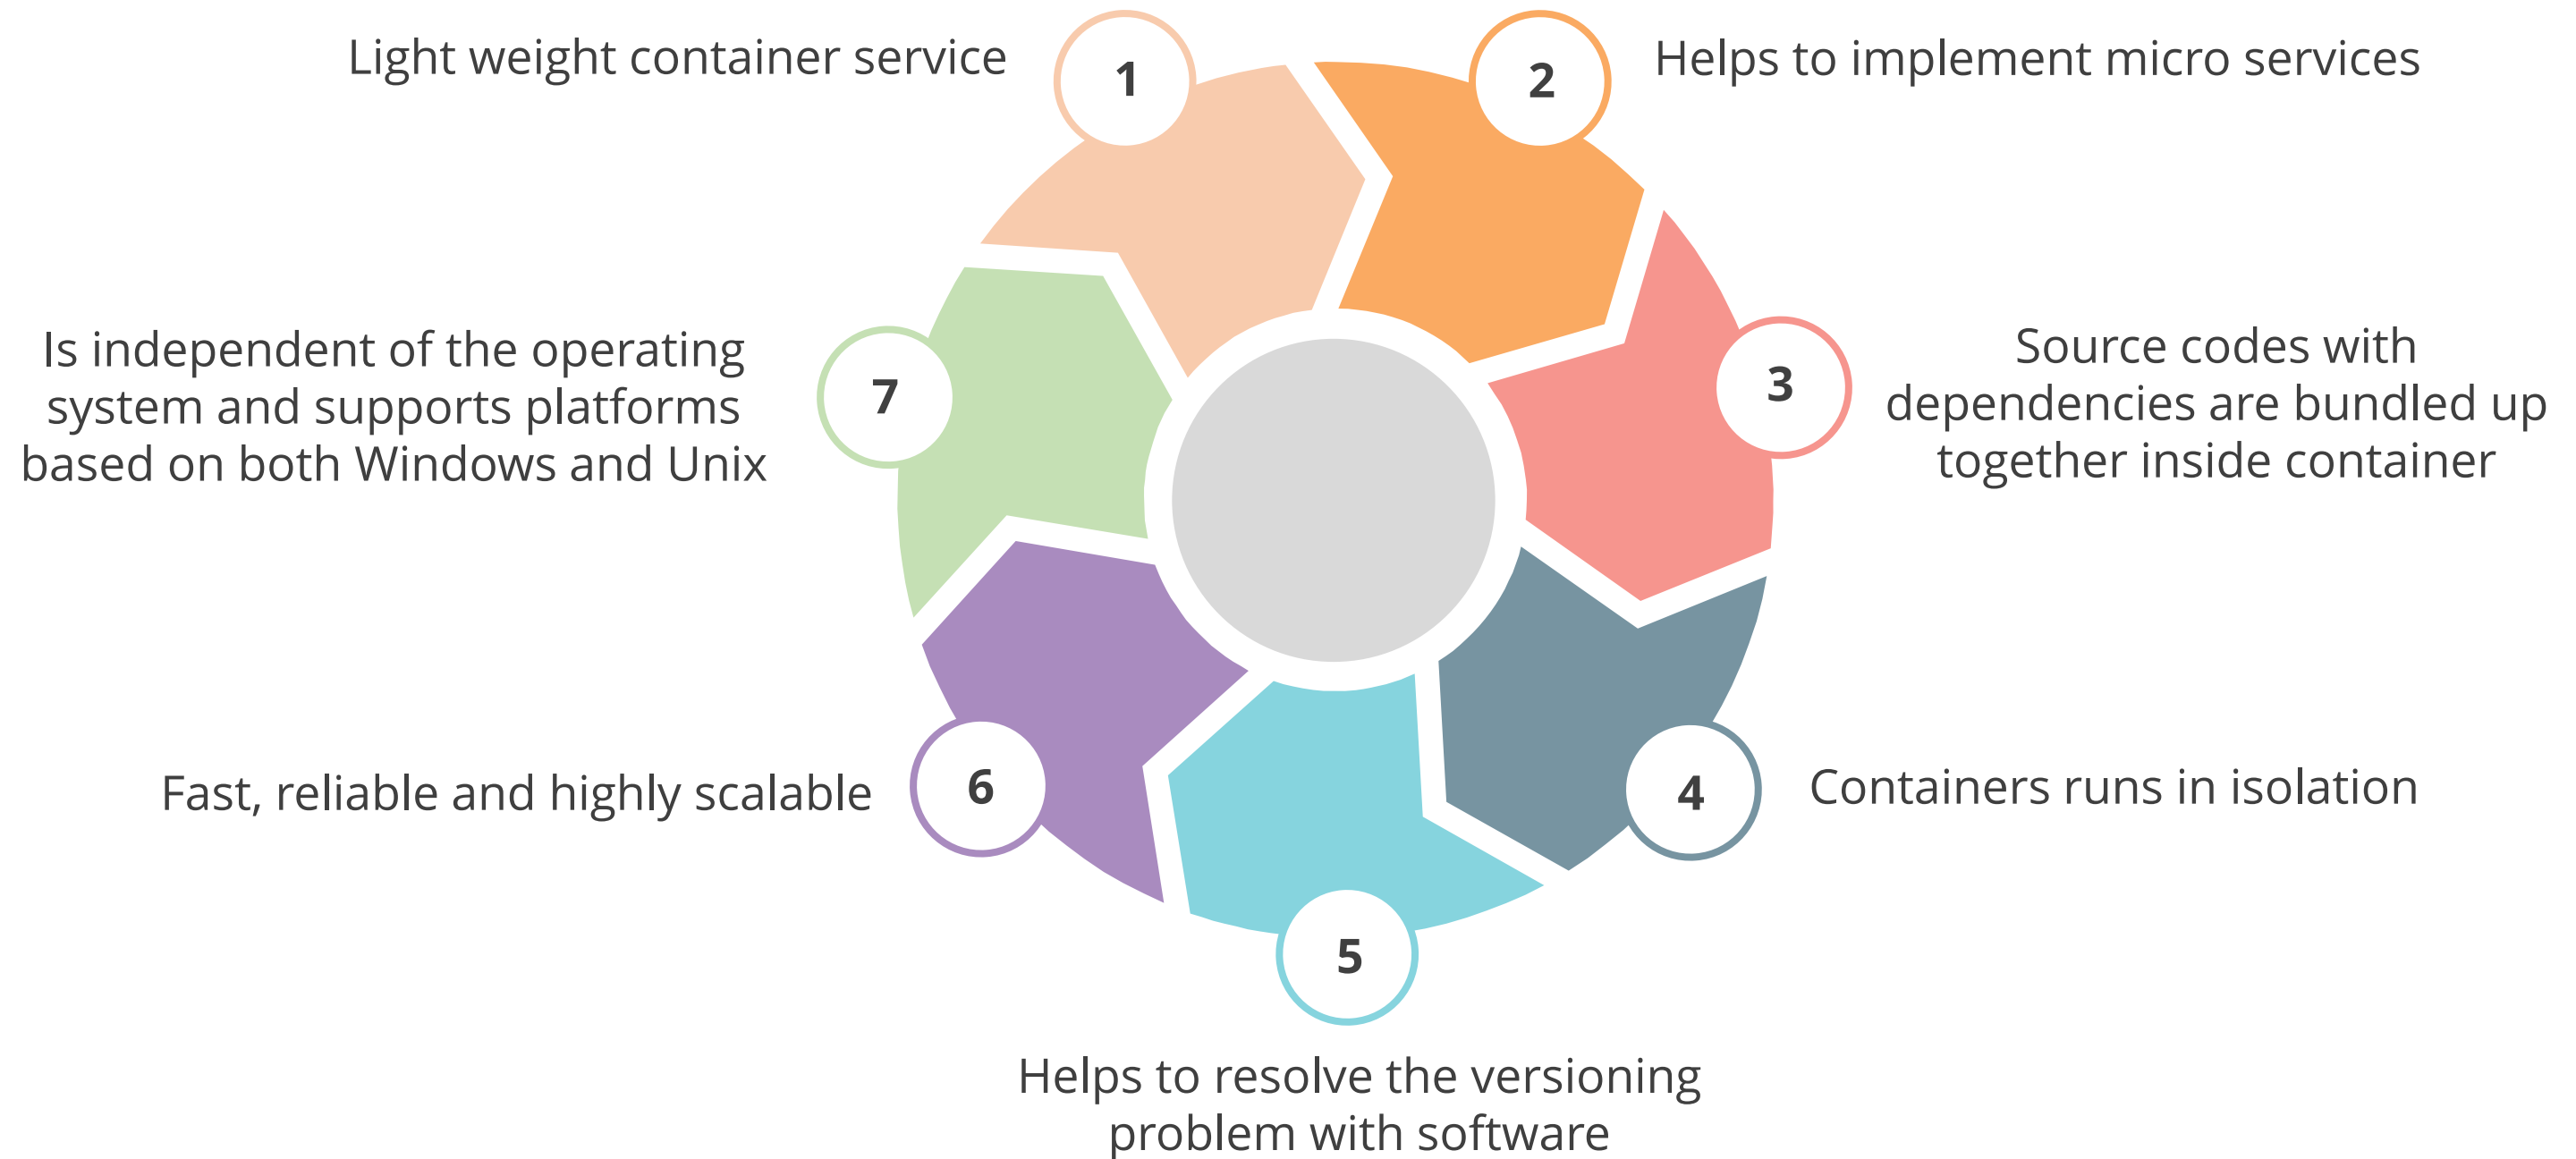 1
Light weight container service
2
Helps to implement micro services
3
Source codes with
dependencies are bundled up
together inside container
4
Containers runs in isolation
5
Helps to resolve the versioning
problem with software
6
Fast, reliable and highly scalable
7
Is independent of the operating
system and supports platforms
based on both Windows and Unix